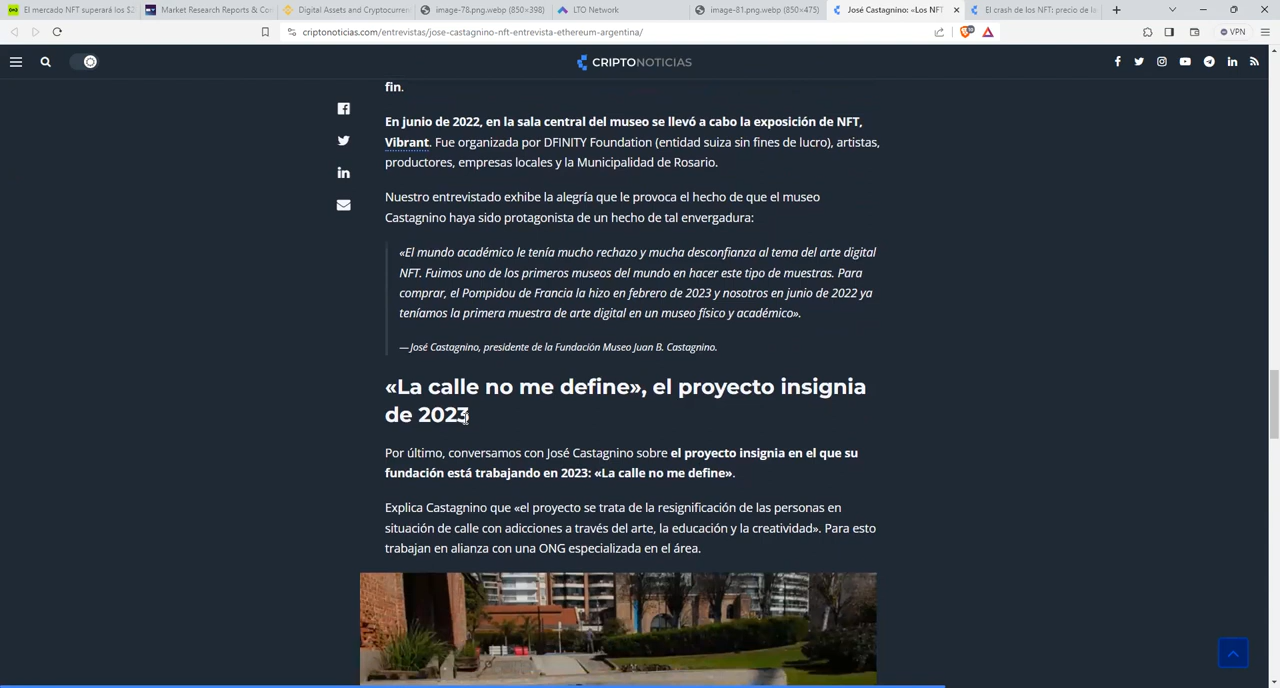 El mercado NFT superará los $2
Market Research Reports & Co
Digital Assets and Cryptocurren
image-78.png.webp (850×398)
LTO Network
image-81.png.webp (850×475)
José Castagnino: «Los NFT
El crash de los NFT: precio de la
criptonoticias.com/entrevistas/jose-castagnino-nft-entrevista-ethereum-argentina/
VPN
CRIPTONOTICIAS
fin.
En junio de 2022, en la sala central del museo se llevó a cabo la exposición de NFT,
Vibrant. Fue organizada por DFINITY Foundation (entidad suiza sin fines de lucro), artistas,
productores, empresas locales y la Municipalidad de Rosario.
Nuestro entrevistado exhibe la alegría que le provoca el hecho de que el museo
Castagnino haya sido protagonista de un hecho de tal envergadura:
«El mundo académico le tenía mucho rechazo y mucha desconfianza al tema del arte digital
NFT. Fuimos uno de los primeros museos del mundo en hacer este tipo de muestras. Para
comprar, el Pompidou de Francia la hizo en febrero de 2023 y nosotros en junio de 2022 ya
teníamos la primera muestra de arte digital en un museo físico y académico».
— José Castagnino, presidente de la Fundación Museo Juan B. Castagnino.
«La calle no me define», el proyecto insignia
de 2023
Por último, conversamos con José Castagnino sobre el proyecto insignia en el que su
fundación está trabajando en 2023: «La calle no me define».
Explica Castagnino que «el proyecto se trata de la resignificación de las personas en
situación de calle con adicciones a través del arte, la educación y la creatividad». Para esto
trabajan en alianza con una ONG especializada en el área.